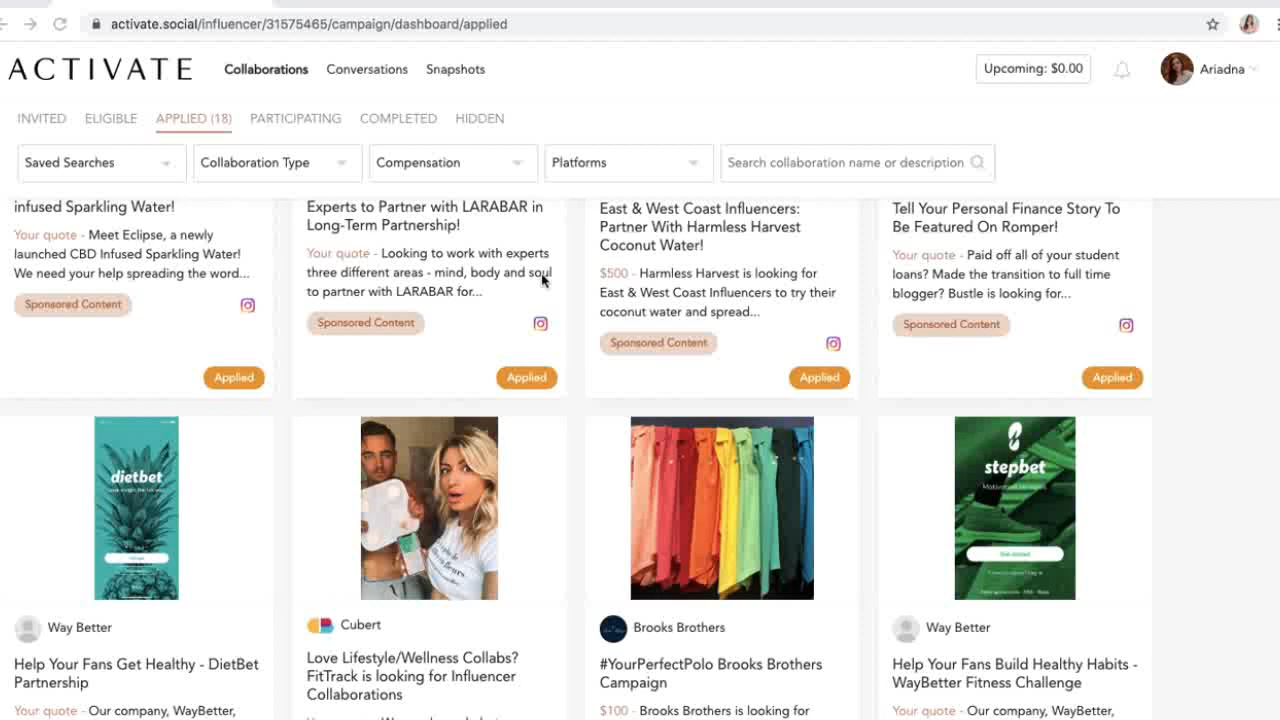 activate.social/influencer/31575465/campaign/dashboard/applied
ACTIVATE
Collaborations
Conversations
Snapshots
Upcoming: $0.00
Ariadna
INVITED
ELIGIBLE
APPLIED (18)
PARTICIPATING
COMPLETED
HIDDEN
Saved Searches
Collaboration Type
Compensation
Platforms
Search collaboration name or description
infused Sparkling Water!
Your quote - Meet Eclipse, a newly
launched CBD Infused Sparkling Water!
We need your help spreading the word...
Sponsored Content
Applied
Experts to Partner with LARABAR in
Long-Term Partnership!
Your quote - Looking to work with experts
three different areas - mind, body and soul
to partner with LARABAR for...
Sponsored Content
Applied
East & West Coast Influencers:
Partner With Harmless Harvest
Coconut Water!
$500 - Harmless Harvest is looking for
East & West Coast Influencers to try their
coconut water and spread...
Sponsored Content
Applied
Tell Your Personal Finance Story To
Be Featured On Romper!
Your quote - Paid off all of your student
loans? Made the transition to full time
blogger? Bustle is looking for...
Sponsored Content
Applied
dietbet
Way Better
Help Your Fans Get Healthy - DietBet
Partnership
Your quote - Our company, WayBetter,
Cubert
Love Lifestyle/Wellness Collabs?
FitTrack is looking for Influencer
Collaborations
Brooks Brothers
#YourPerfectPolo Brooks Brothers
Campaign
$100 - Brooks Brothers is looking for
stepbet
Way Better
Help Your Fans Build Healthy Habits -
WayBetter Fitness Challenge
Your quote - Our company, WayBetter,